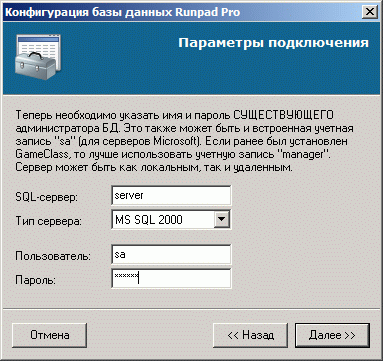 Конфигурация базы данных Runpad Pro
Параметры подключения
Теперь необходимо указать имя и пароль СУЩЕСТВУЮЩЕГО
администратора БД. Это также может быть и встроенная учетная
запись "sa" (для серверов Microsoft). Если ранее был установлен
GameClass, то лучше использовать учетную запись "manager".
Сервер может быть как локальным, так и удаленным.
SQL-сервер: server
Тип сервера: MS SQL 2000
Пользователь: sa
Пароль: ******
Отмена << Назад Далее >>